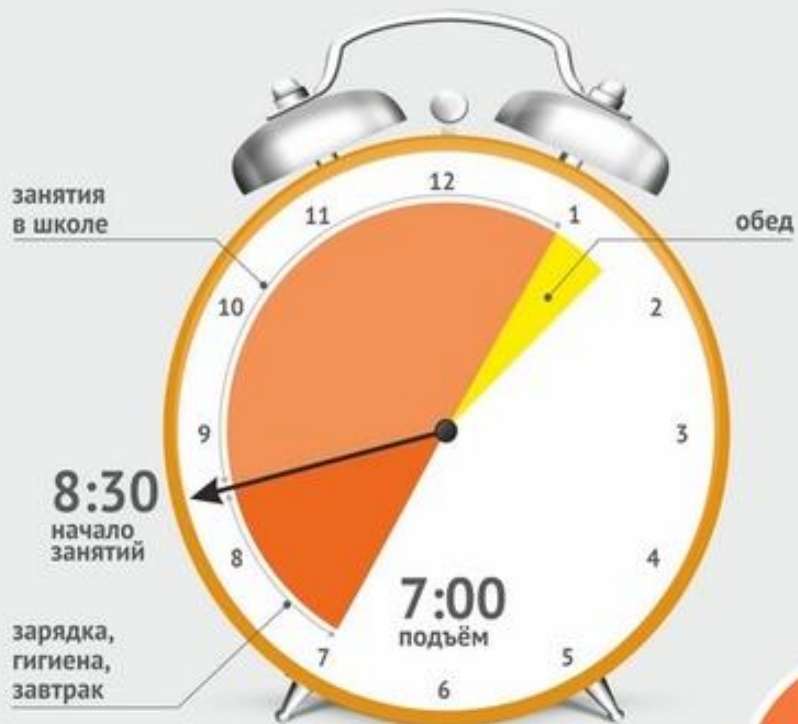 занятия
в школе
обед
12
1
2
3
4
5
6
7
8
9
10
11
8:30
начало
занятий
7:00
подъём
зарядка,
гигиена,
завтрак